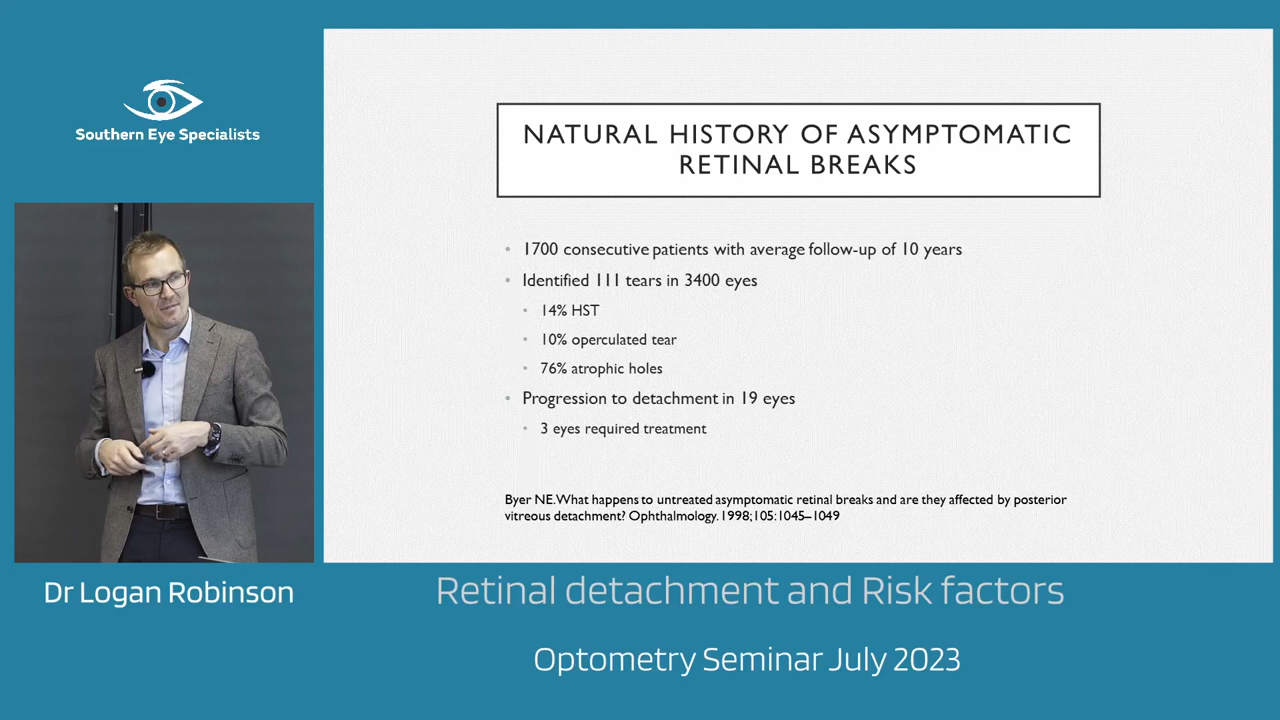 Southern Eye Specialists
NATURAL HISTORY OF ASYMPTOMATIC
RETINAL BREAKS
• 1700 consecutive patients with average follow-up of 10 years
• Identified 111 tears in 3400 eyes
• 14% HST
• 10% operculated tear
• 76% atrophic holes
• Progression to detachment in 19 eyes
• 3 eyes required treatment
Byer NE. What happens to untreated asymptomatic retinal breaks and are they affected by posterior
vitreous detachment? Ophthalmology. 1998;105:1045–1049
Dr Logan Robinson
Retinal detachment and Risk factors
Optometry Seminar July 2023